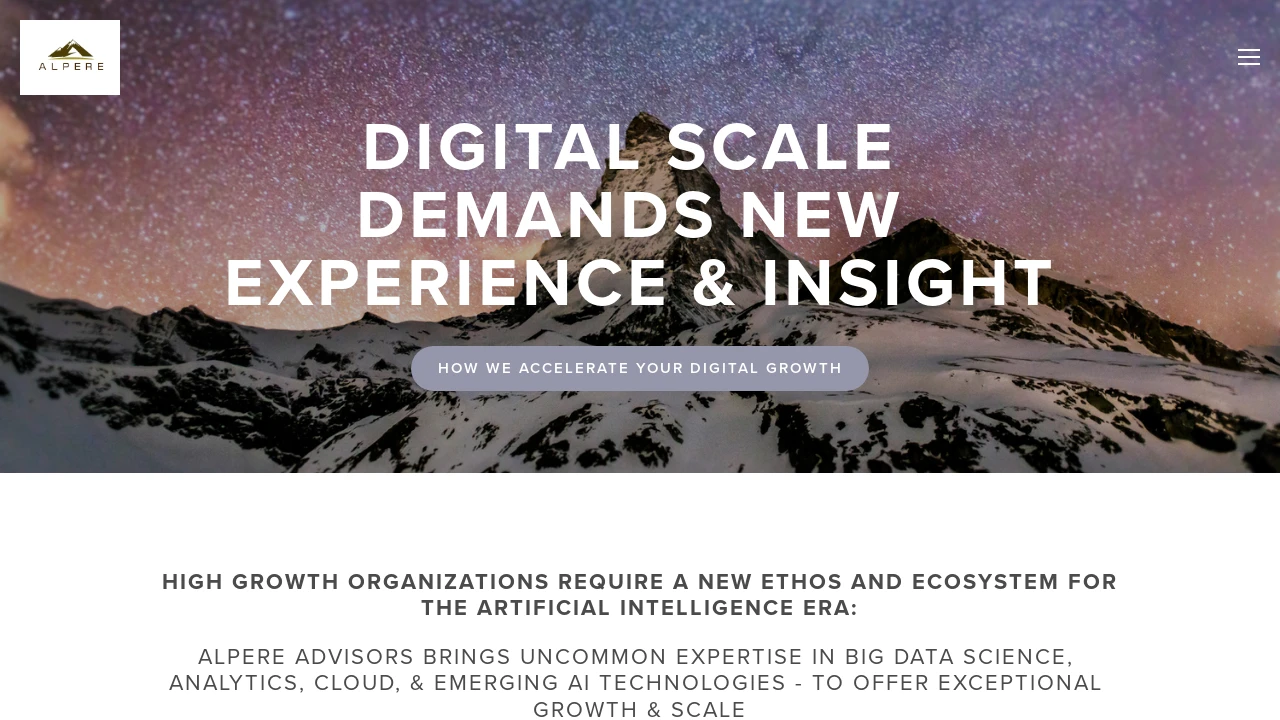 ALPERE
DIGITAL SCALE
DEMANDS NEW
EXPERIENCE & INSIGHT
HOW WE ACCELERATE YOUR DIGITAL GROWTH
HIGH GROWTH ORGANIZATIONS REQUIRE A NEW ETHOS AND ECOSYSTEM FOR
THE ARTIFICIAL INTELLIGENCE ERA:
ALPERE ADVISORS BRINGS UNCOMMON EXPERTISE IN BIG DATA SCIENCE,
ANALYTICS, CLOUD, & EMERGING AI TECHNOLOGIES - TO OFFER EXCEPTIONAL
GROWTH & SCALE